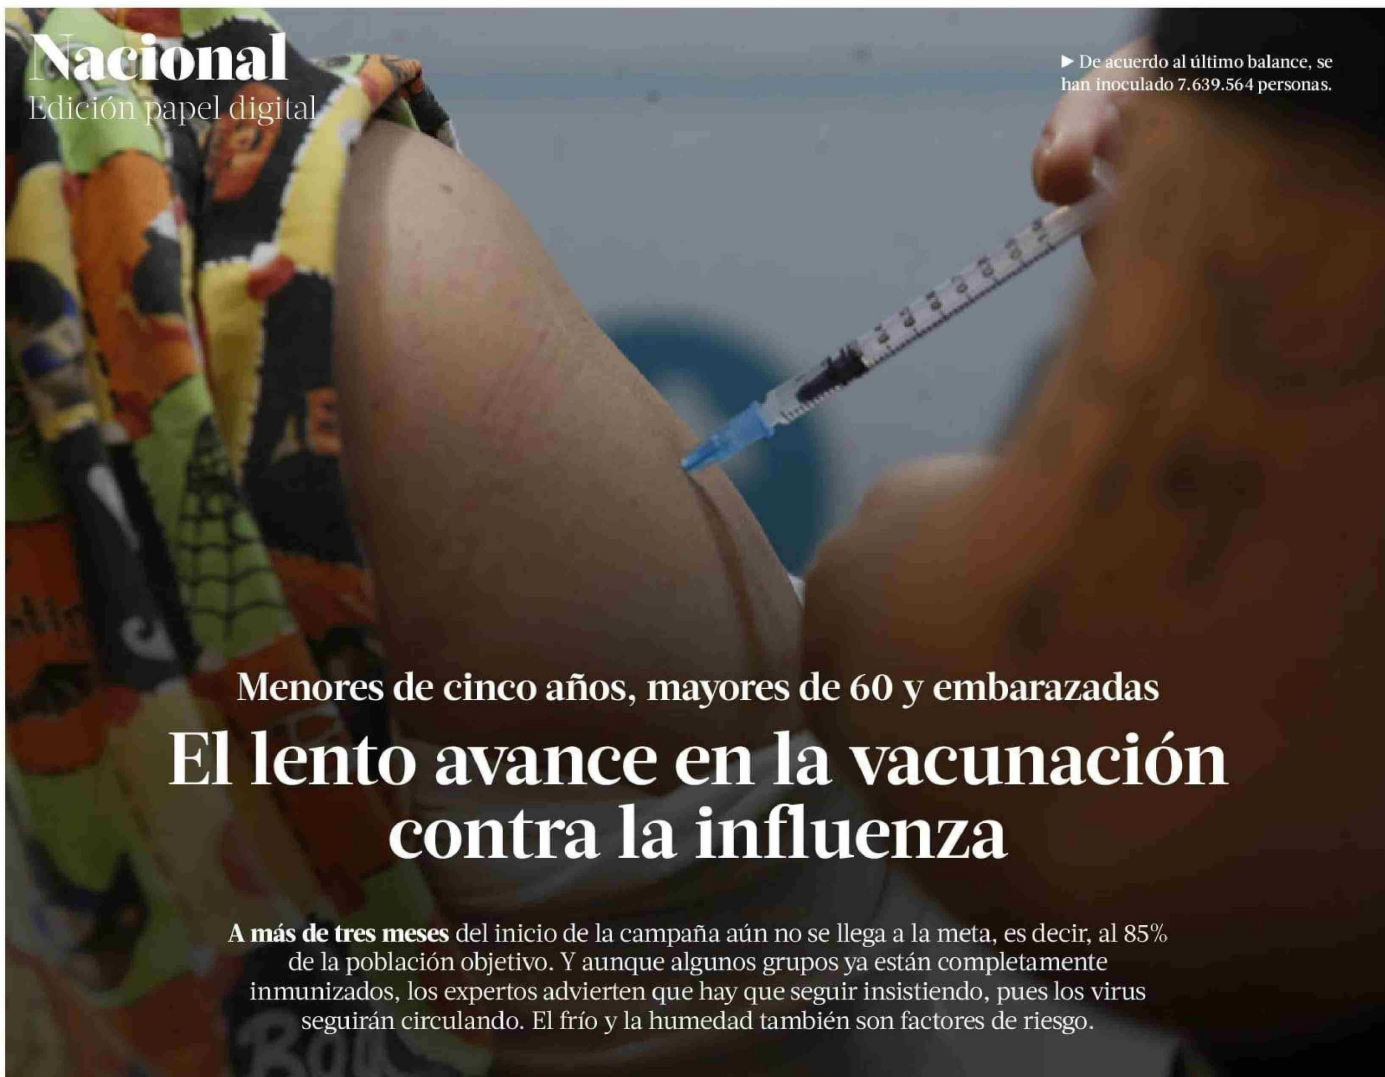 Nacional
Edición papel digital
▶ De acuerdo al último balance, se
han inoculado 7.639.564 personas.
Menores de cinco años, mayores de 60 y embarazadas
El lento avance en la vacunación
contra la influenza
A más de tres meses del inicio de la campaña aún no se llega a la meta, es decir, al 85%
de la población objetivo. Y aunque algunos grupos ya están completamente
inmunizados, los expertos advierten que hay que seguir insistiendo, pues los virus
seguirán circulando. El frío y la humedad también son factores de riesgo.